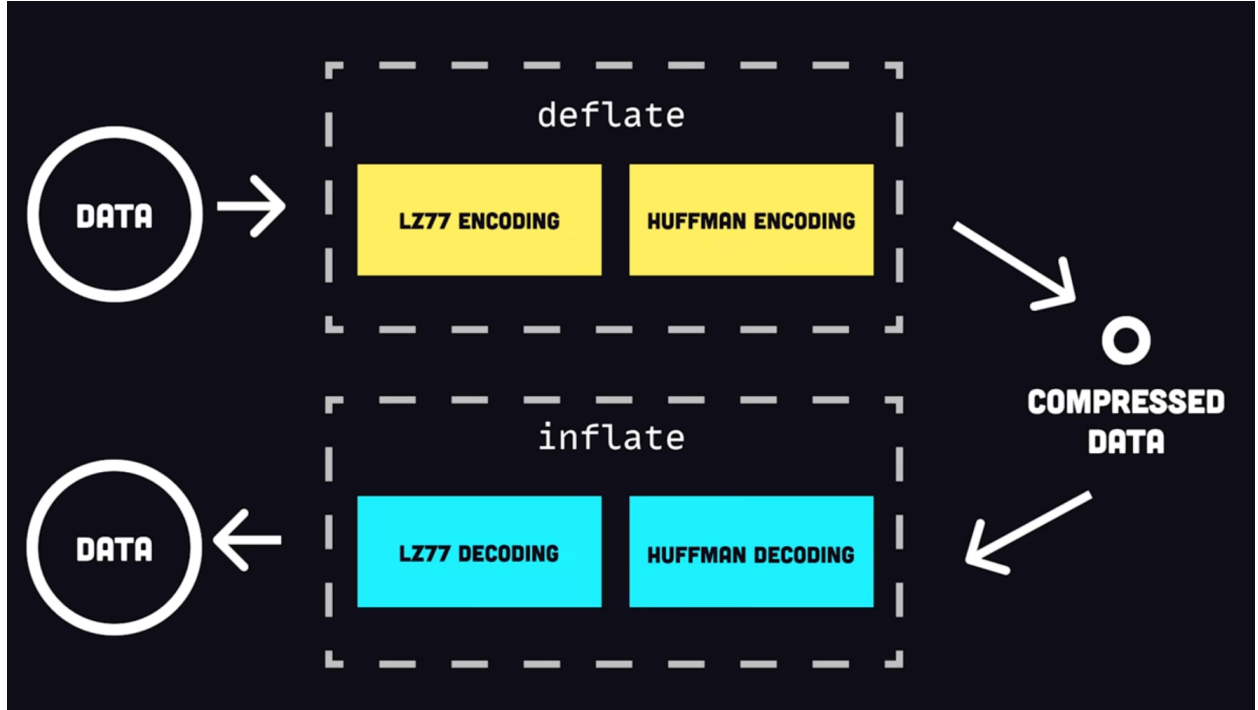 deflate
DATA
LZ77 ENCODING
HUFFMAN ENCODING
COMPRESSED
DATA
inflate
DATA
LZ77 DECODING
HUFFMAN DECODING